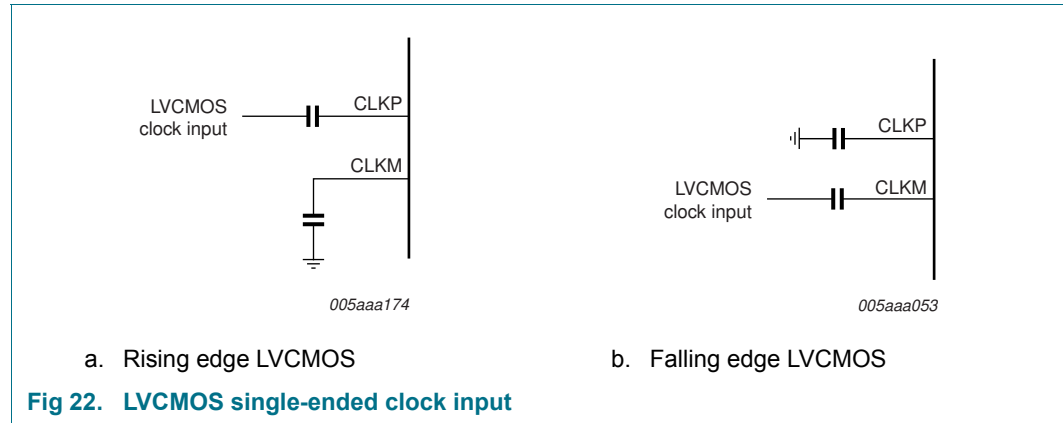 LVCMOS
clock input
CLKP
CLKM
005aaa174
a. Rising edge LVCMOS
CLKP
LVCMOS
clock input
CLKM
005aaa053
b. Falling edge LVCMOS
Fig 22. LVCMOS single-ended clock input